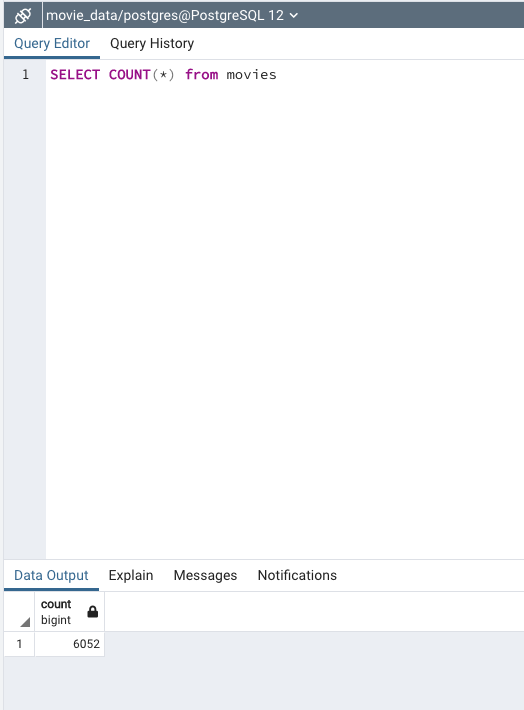 movie_data/postgres@PostgreSQL 12
Query Editor Query History
1 SELECT COUNT(*) from movies
Data Output Explain Messages Notifications
count
bigint
1 6052